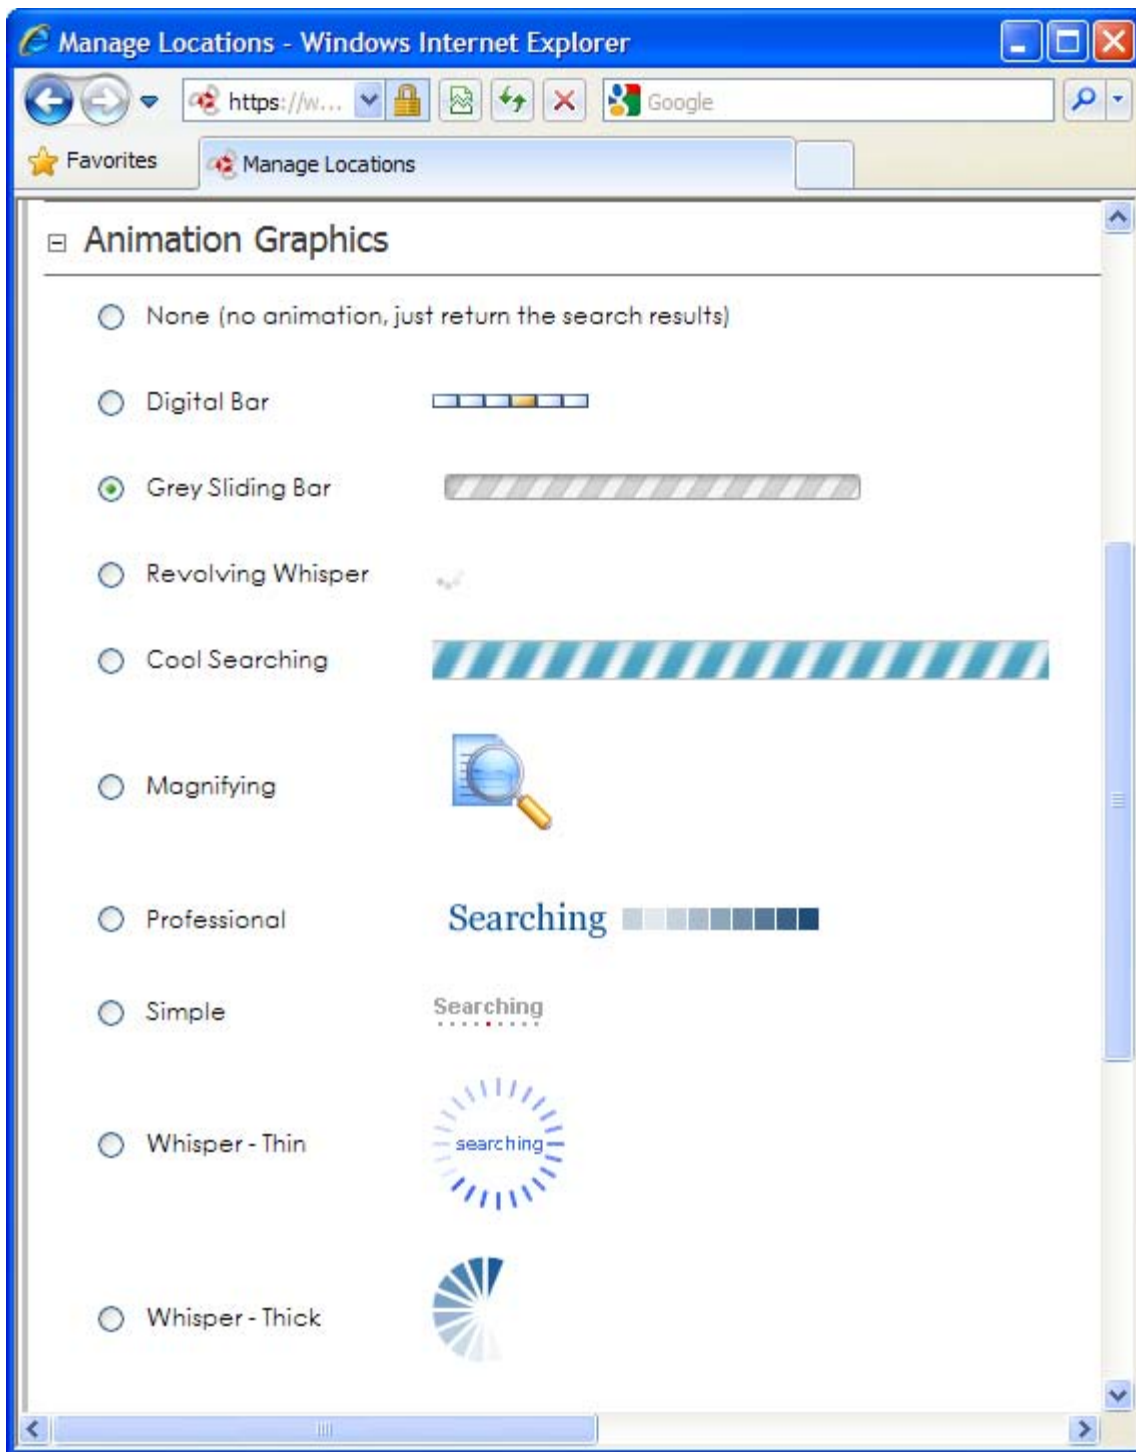 Manage Locations - Windows Internet Explorer
https://w...
Google
Favorites
Manage Locations
Animation Graphics
None (no animation, just return the search results)
Digital Bar
Grey Sliding Bar
Revolving Whisper
Cool Searching
Magnifying
Professional
Searching
Simple
Searching
Whisper - Thin
searching
Whisper - Thick